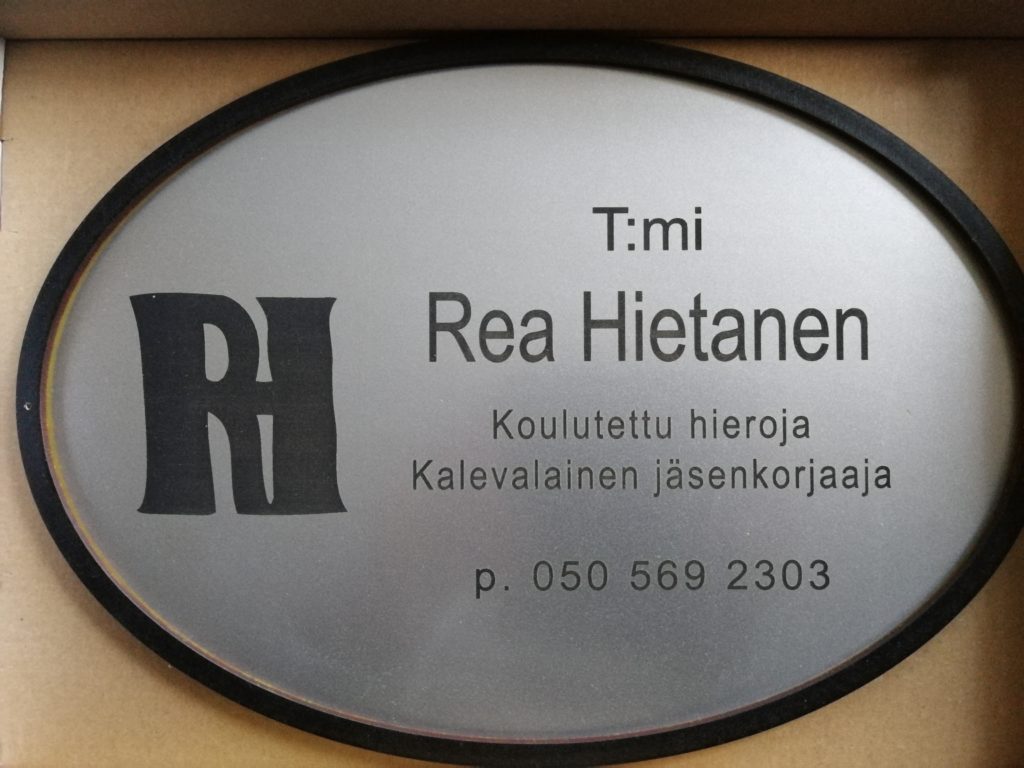 RH
T:mi
Rea Hietanen
Koulutettu hieroja
Kalevalainen jäsenkorjaaja
p. 050 569 2303